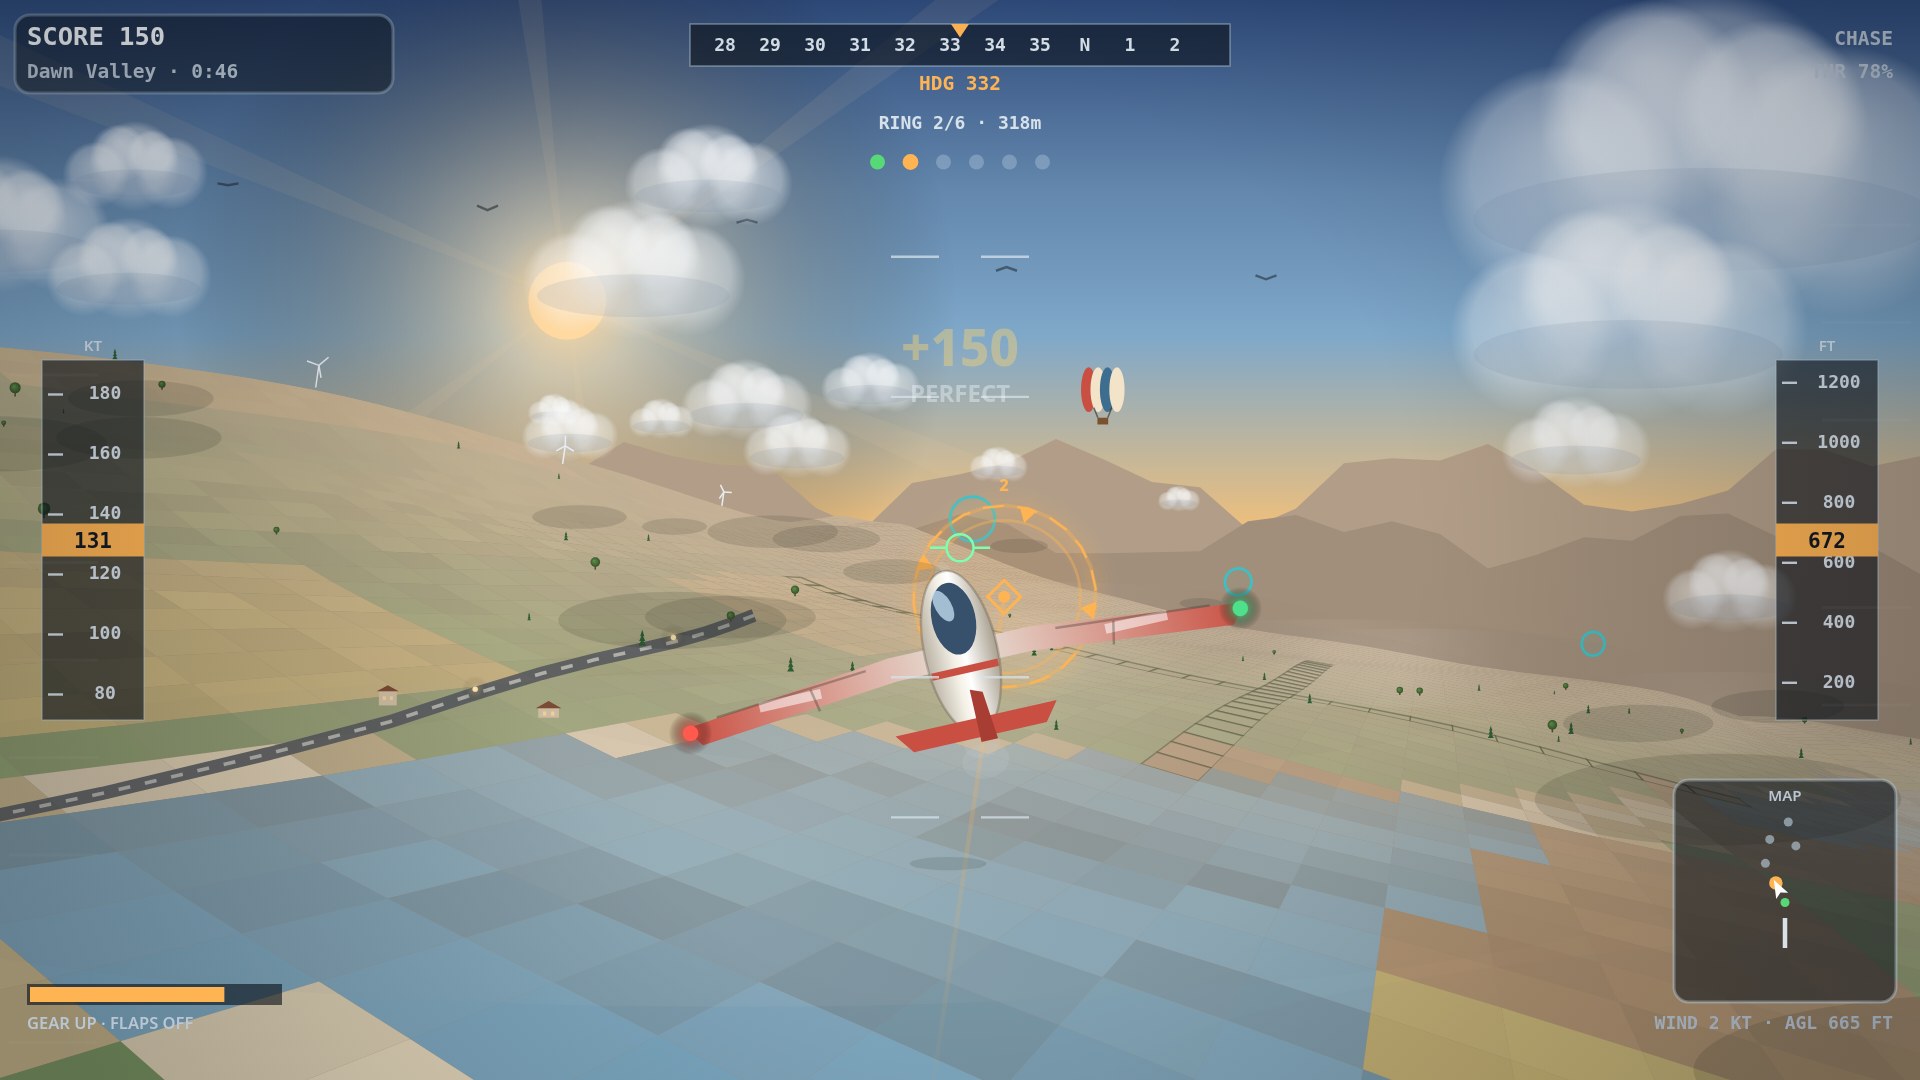 SCORE 150
Dawn Valley · 0:46
28 29 30 31 32 33 34 35 N 1 2
HDG 332
RING 2/6 · 318m
CHASE
78%
+150
PERFECT
KT
180
160
140
131
120
100
80
FT
1200
1000
800
672
600
400
200
2
MAP
GEAR UP · FLAPS OFF
WIND 2 KT · AGL 665 FT